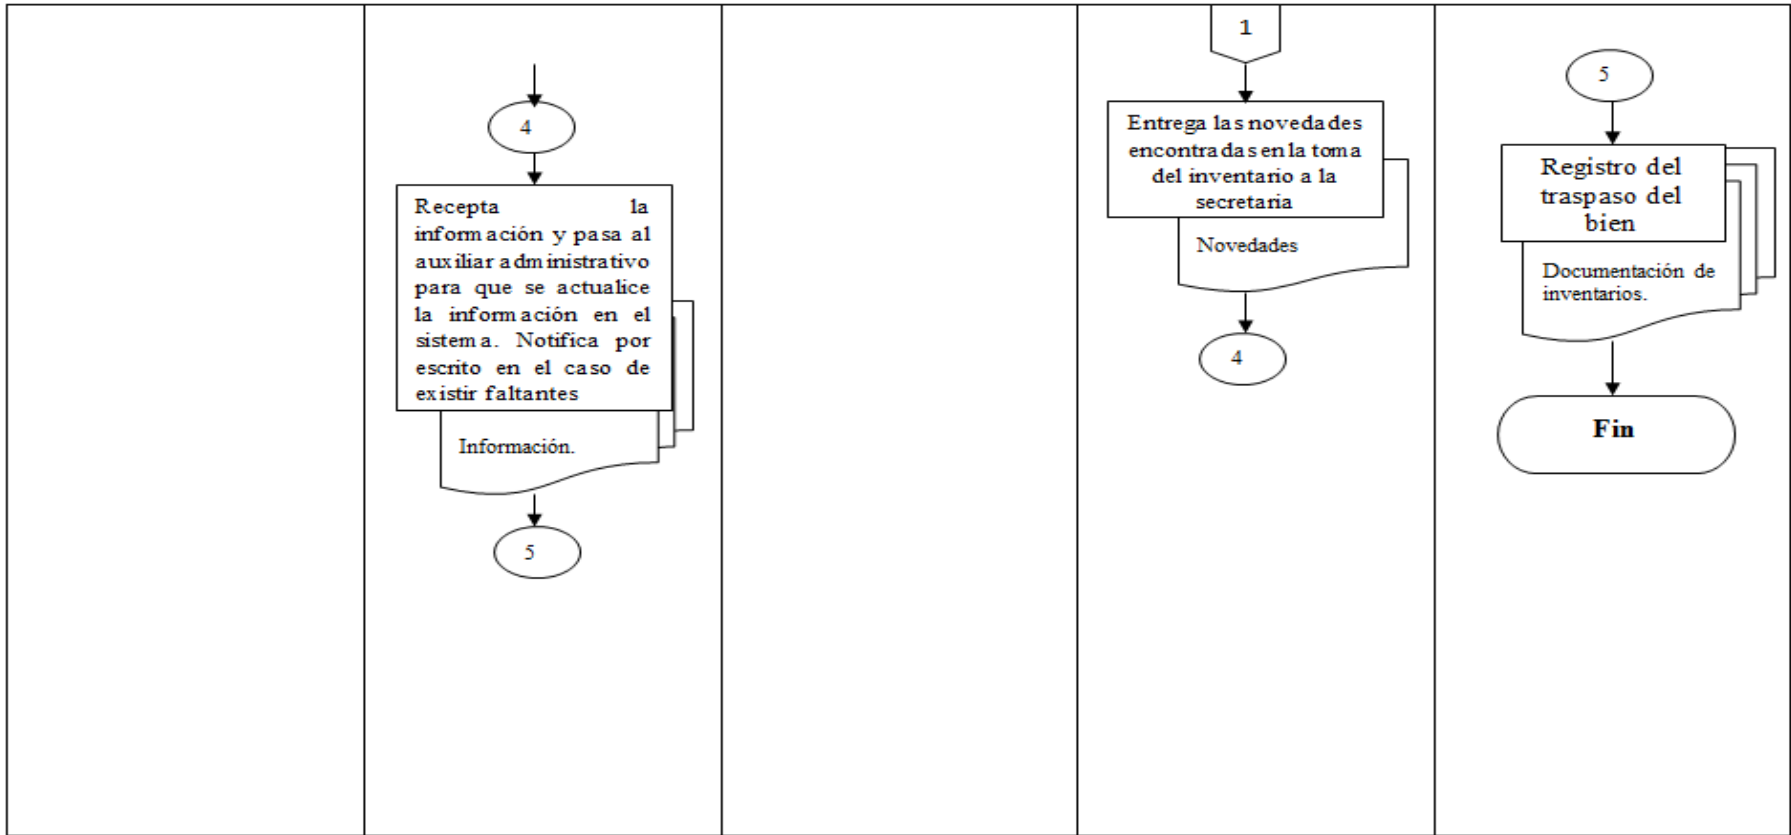 4
Recepta la
información y pasa al
auxiliar administrativo
para que se actualice
la información en el
sistema. Notifica por
escrito en el caso de
existir faltantes
Información.
5
1
Entrega las novedades
encontradas en la toma
del inventario a la
secretaria
Novedades
4
5
Registro del
traspaso del
bien
Documentación de
inventarios.
Fin